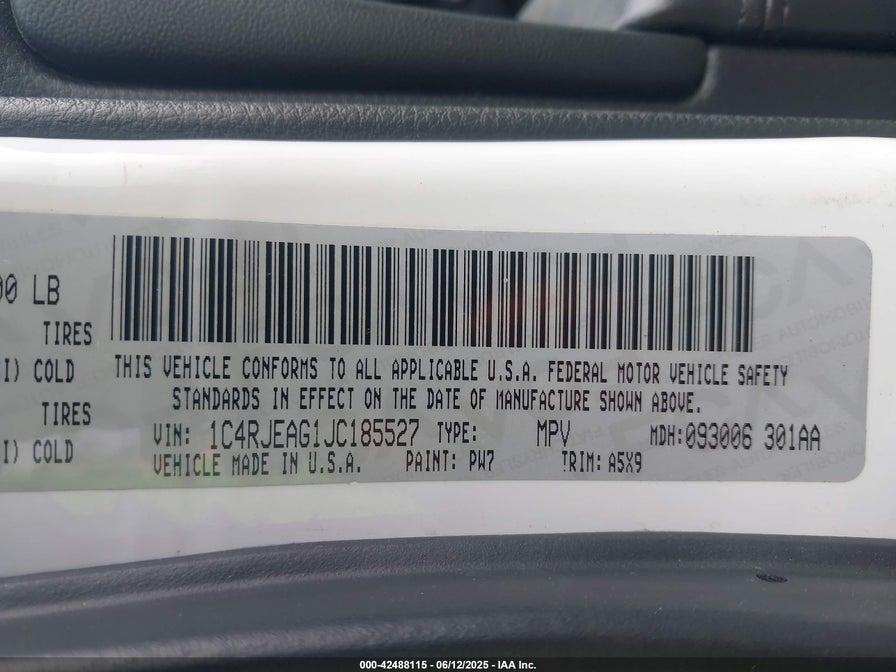 00 LB
TIRES
I) COLD
TIRES
I) COLD
THIS VEHICLE CONFORMS TO ALL APPLICABLE U.S.A. FEDERAL MOTOR VEHICLE SAFETY
STANDARDS IN EFFECT ON THE DATE OF MANUFACTURE SHOWN ABOVE.
VIN: 1C4RJEAG1JC185527 TYPE: MPV MDH:093006 301AA
VEHICLE MADE IN U.S.A. PAINT: PW7 TRIM: A5X9
000-42488115 - 06/12/2025 - IAA Inc.